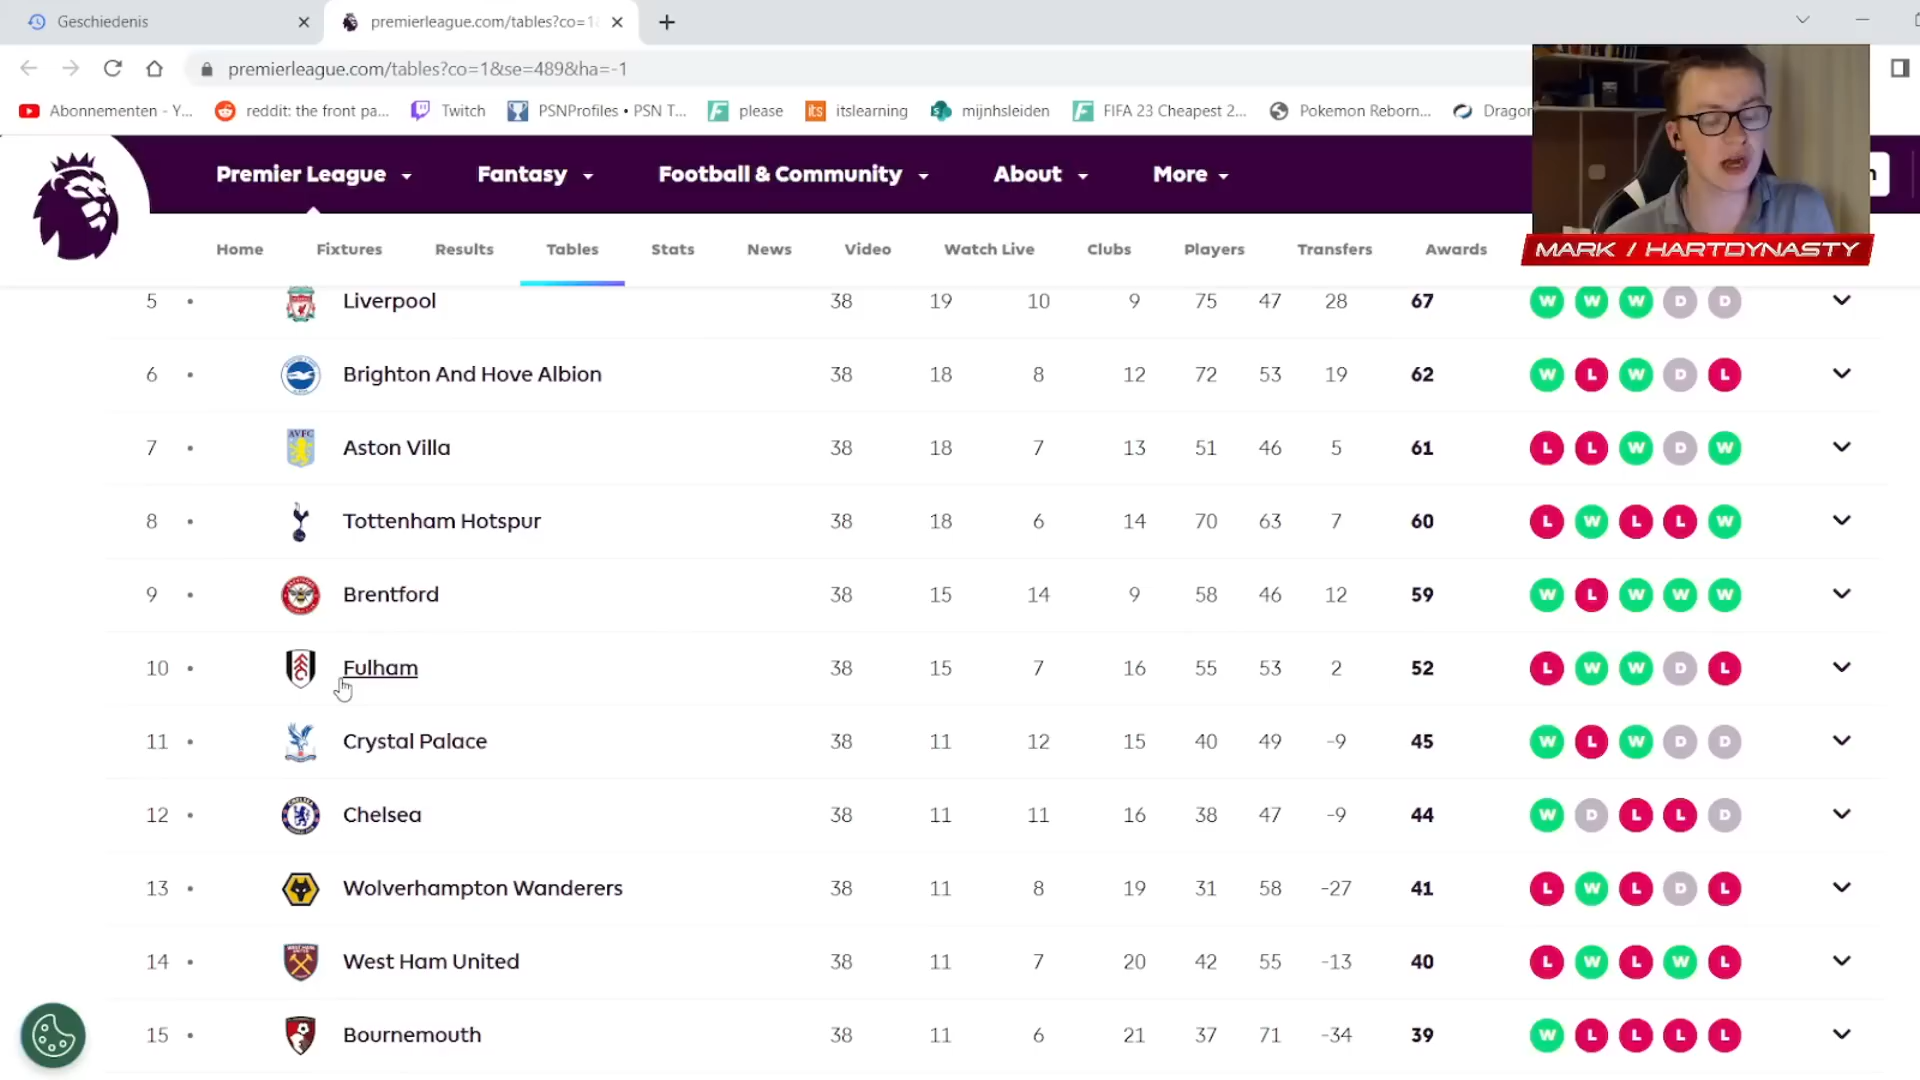 Geschiedenis
premierleague.com/tables?co=1
premierleague.com/tables?co=1&se=489&ha=-1
Abonnementen - Y... reddit: the front pa... Twitch PSNProfiles • PSN T... please its itslearning mijnhsleiden FIFA 23 Cheapest 2... Pokemon Reborn... Dragon
Premier League Fantasy Football & Community About More
Home Fixtures Results Tables Stats News Video Watch Live Clubs Players Transfers Awards
MARK / HARTDYNASTY
5 Liverpool 38 19 10 9 75 47 28 67 W W W D D
6 Brighton And Hove Albion 38 18 8 12 72 53 19 62 W L W D L
7 AVFC Aston Villa 38 18 7 13 51 46 5 61 L L W D W
8 Tottenham Hotspur 38 18 6 14 70 63 7 60 L W L L W
9 Brentford 38 15 14 9 58 46 12 59 W L W W W
10 Fulham 38 15 7 16 55 53 2 52 L W W D L
11 Crystal Palace 38 11 12 15 40 49 -9 45 W L W D D
12 Chelsea 38 11 11 16 38 47 -9 44 W D L L D
13 Wolverhampton Wanderers 38 11 8 19 31 58 -27 41 L W L D L
14 West Ham United 38 11 7 20 42 55 -13 40 L W L W L
15 Bournemouth 38 11 6 21 37 71 -34 39 W L L L L